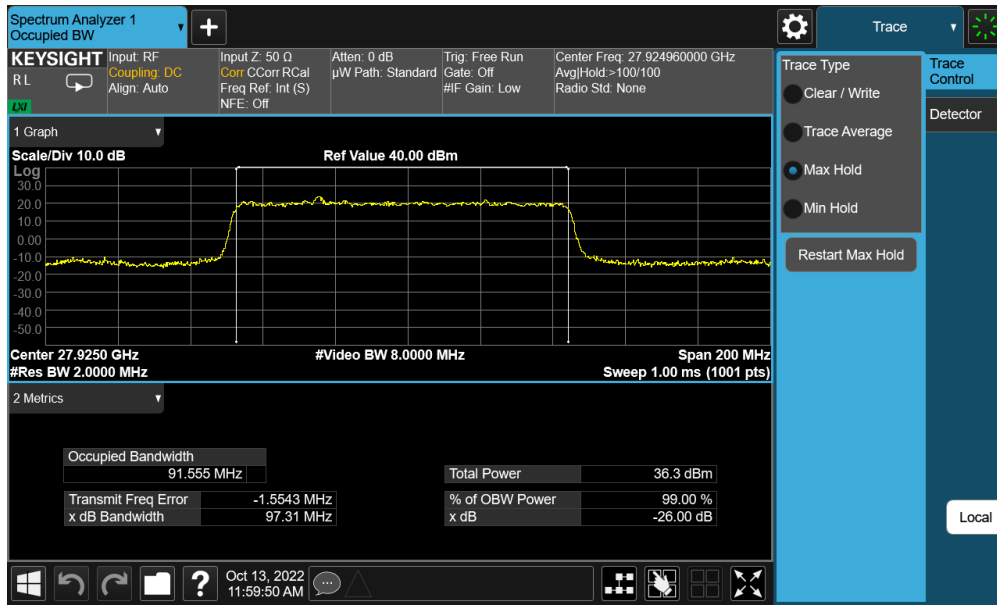 Spectrum Analyzer 1
Occupied BW
+
Trace
KEYSIGHT
R L
LXI
Input: RF
Coupling: DC
Align: Auto
Input Z: 50 Ω
Corr CCorr RCal
Freq Ref: Int (S)
NFE: Off
Atten: 0 dB
µW Path: Standard
Trig: Free Run
Gate: Off
#IF Gain: Low
Center Freq: 27.924960000 GHz
Avg|Hold:>100/100
Radio Std: None
Trace Type
Clear / Write
Trace Average
Max Hold
Min Hold
Restart Max Hold
Trace
Control
Detector
1 Graph
Scale/Div 10.0 dB
Ref Value 40.00 dBm
Log
30.0
20.0
10.0
0.00
-10.0
-20.0
-30.0
-40.0
-50.0
Center 27.9250 GHz
#Video BW 8.0000 MHz
Span 200 MHz
#Res BW 2.0000 MHz
Sweep 1.00 ms (1001 pts)
2 Metrics
Occupied Bandwidth
91.555 MHz
Total Power 36.3 dBm
Transmit Freq Error -1.5543 MHz
% of OBW Power 99.00 %
x dB Bandwidth 97.31 MHz
x dB -26.00 dB
Local
?
Oct 13, 2022
11:59:50 AM